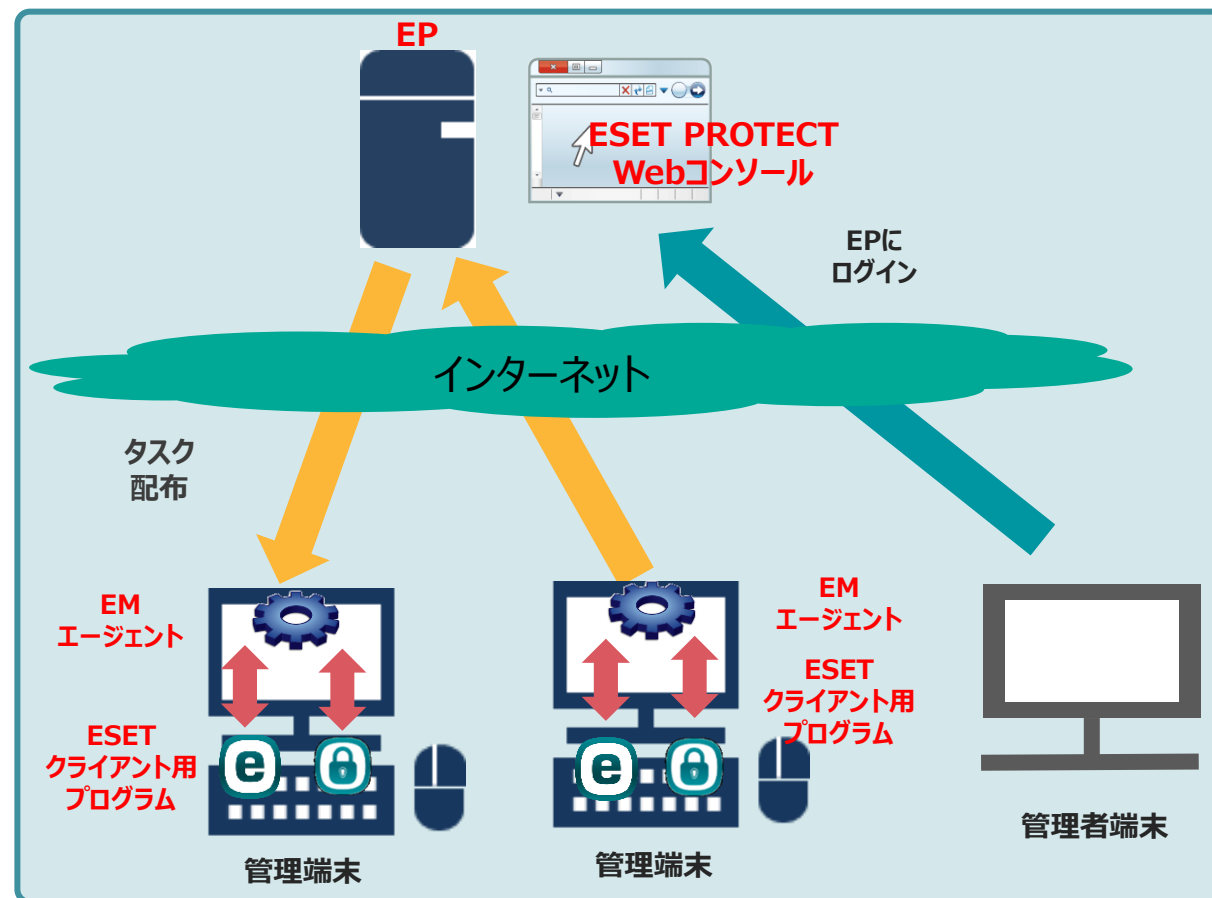 EP
ESET PROTECT
Webコンソール
EPに
ログイン
インターネット
タスク
配布
EM
エージェント
ESET
クライアント用
プログラム
EM
エージェント
ESET
クライアント用
プログラム
e
e
管理端末
管理端末
管理者端末